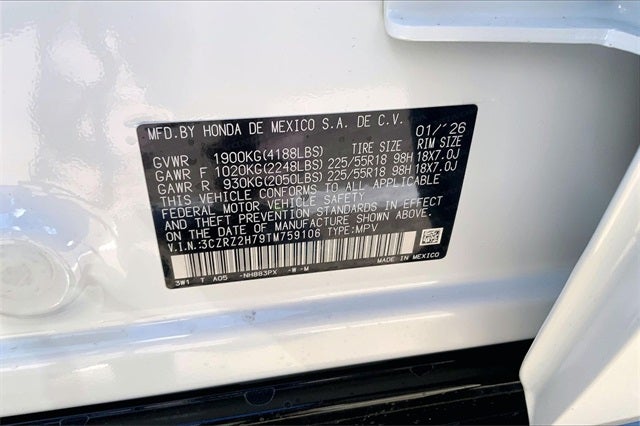 MFD.BY HONDA DE MEXICO S.A. DE C.V. 01/'26
TIRE SIZE RIM SIZE
GVWR 1900KG(4188LBS)
GAWR F 1020KG(2248LBS) 225/55R18 98H 18X7.0J
GAWR R 930KG(2050LBS) 225/55R18 98H 18X7.0J
THIS VEHICLE CONFORMS TO ALL APPLICABLE
FEDERAL MOTOR VEHICLE SAFETY
AND THEFT PREVENTION STANDARDS IN EFFECT
ON THE DATE OF MANUFACTURE SHOWN ABOVE.
V.I.N.:3CZRZ2H79TM759106 TYPE:MPV
MADE IN MEXICO
3W1 T A05 -NH883PX -W-M